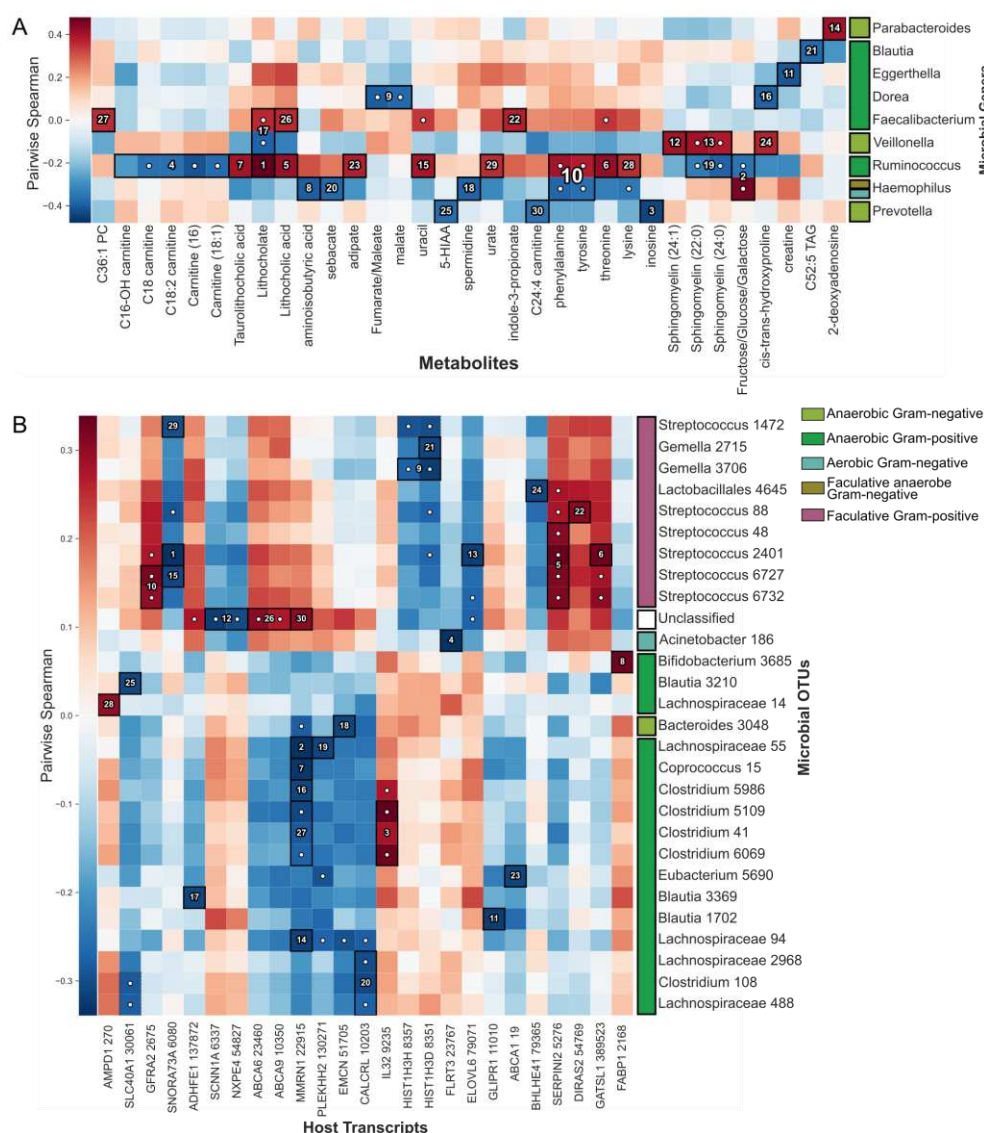 A
Pairwise Spearman
0.4
0.2
0.0
−0.2
−0.4
27
26
17
22
14
21
11
9
16
12
13
24
4
7
1
5
23
15
29
10
6
28
19
2
8
20
18
25
30
3
Parabacteroides
Blautia
Eggerthella
Dorea
Faecalibacterium
Veillonella
Ruminococcus
Haemophilus
Prevotella
Microbial Genera
C36:1 PC
C16-OH carnitine
C18 carnitine
C18:2 carnitine
Carnitine (16)
Carnitine (18:1)
Taurolithocholic acid
Lithocholate
Lithocholic acid
aminoisobutyric acid
sebacate
adipate
Fumarate/Maleate
malate
uracil
5-HIAA
spermidine
urate
indole-3-propionate
C24:4 carnitine
phenylalanine
tyrosine
threonine
lysine
inosine
Sphingomyelin (24:1)
Sphingomyelin (22:0)
Sphingomyelin (24:0)
Fructose/Glucose/Galactose
cis-trans-hydroxyproline
creatine
C52:5 TAG
2-deoxyadenosine
Metabolites
B
Pairwise Spearman
0.3
0.2
0.1
0.0
−0.1
−0.2
−0.3
29
21
9
24
22
1
13
6
15
5
10
12
26
30
4
8
25
28
18
2
19
7
16
27
3
23
17
11
14
20
Streptococcus 1472
Gemella 2715
Gemella 3706
Lactobacillales 4645
Streptococcus 88
Streptococcus 48
Streptococcus 2401
Streptococcus 6727
Streptococcus 6732
Unclassified
Acinetobacter 186
Bifidobacterium 3685
Blautia 3210
Lachnospiraceae 14
Bacteroides 3048
Lachnospiraceae 55
Coprococcus 15
Clostridium 5986
Clostridium 5109
Clostridium 41
Clostridium 6069
Eubacterium 5690
Blautia 3369
Blautia 1702
Lachnospiraceae 94
Lachnospiraceae 2968
Clostridium 108
Lachnospiraceae 488
Microbial OTUs
Anaerobic Gram-negative
Anaerobic Gram-positive
Aerobic Gram-negative
Faculative anaerobe
Gram-negative
Faculative Gram-positive
AMPD1 270
SLC40A1 30061
GFRA2 2675
SNORA73A 6080
ADHFE1 137872
SCNN1A 6337
NXPE4 54827
ABCA6 23460
ABCA9 10350
MMRN1 22915
PLEKHH2 130271
EMCN 51705
CALCRL 10203
IL32 9235
HIST1H3H 8357
HIST1H3D 8351
FLRT3 23767
ELOVL6 79071
GLIPR1 11010
ABCA1 19
BHLHE41 79365
SERPINI2 5276
DIRAS2 54769
GATSL1 389523
FABP1 2168
Host Transcripts